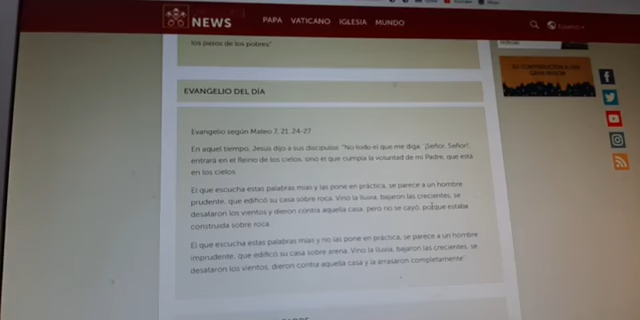 NEWS
PAPA VATICANO IGLESIA MUNDO
Español
los pasos de los pobres"
EVANGELIO DEL DÍA
Evangelio según Mateo 7, 21. 24-27
En aquel tiempo, Jesús dijo a sus discípulos: "No todo el que me diga: '¡Señor, Señor!',
entrará en el Reino de los cielos, sino el que cumpla la voluntad de mi Padre, que está
en los cielos.
El que escucha estas palabras mías y las pone en práctica, se parece a un hombre
prudente, que edificó su casa sobre roca. Vino la lluvia, bajaron las crecientes, se
desataron los vientos y dieron contra aquella casa; pero no se cayó, porque estaba
construida sobre roca.
El que escucha estas palabras mías y no las pone en práctica, se parece a un hombre
imprudente, que edificó su casa sobre arena. Vino la lluvia, bajaron las crecientes, se
desataron los vientos, dieron contra aquella casa y la arrasaron completamente".
SU CONTRIBUCIÓN A UNA
GRAN MISIÓN